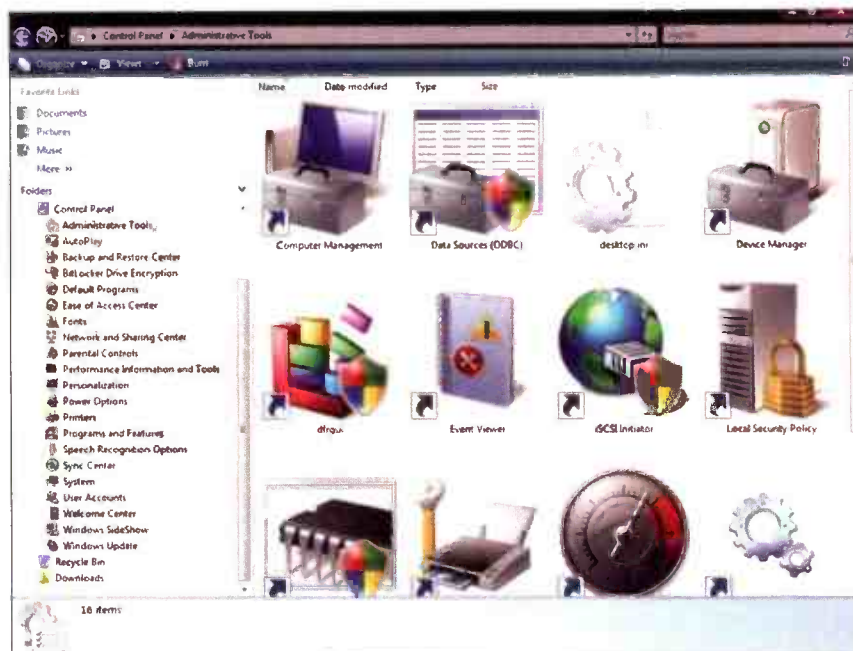 Control Panel ▸ Administrative Tools
Organize Views Burn
Favorite Links
Documents
Pictures
Music
More »
Folders
Control Panel
Administrative Tools
AutoPlay
Backup and Restore Center
BitLocker Drive Encryption
Default Programs
Ease of Access Center
Fonts
Network and Sharing Center
Parental Controls
Performance Information and Tools
Personalization
Power Options
Printers
Programs and Features
Speech Recognition Options
Sync Center
System
User Accounts
Welcome Center
Windows SideShow
Windows Update
Recycle Bin
Downloads
Name Date modified Type Size
Computer Management Data Sources (ODBC) desktop.ini Device Manager
dfrgui Event Viewer iSCSI Initiator Local Security Policy
16 items